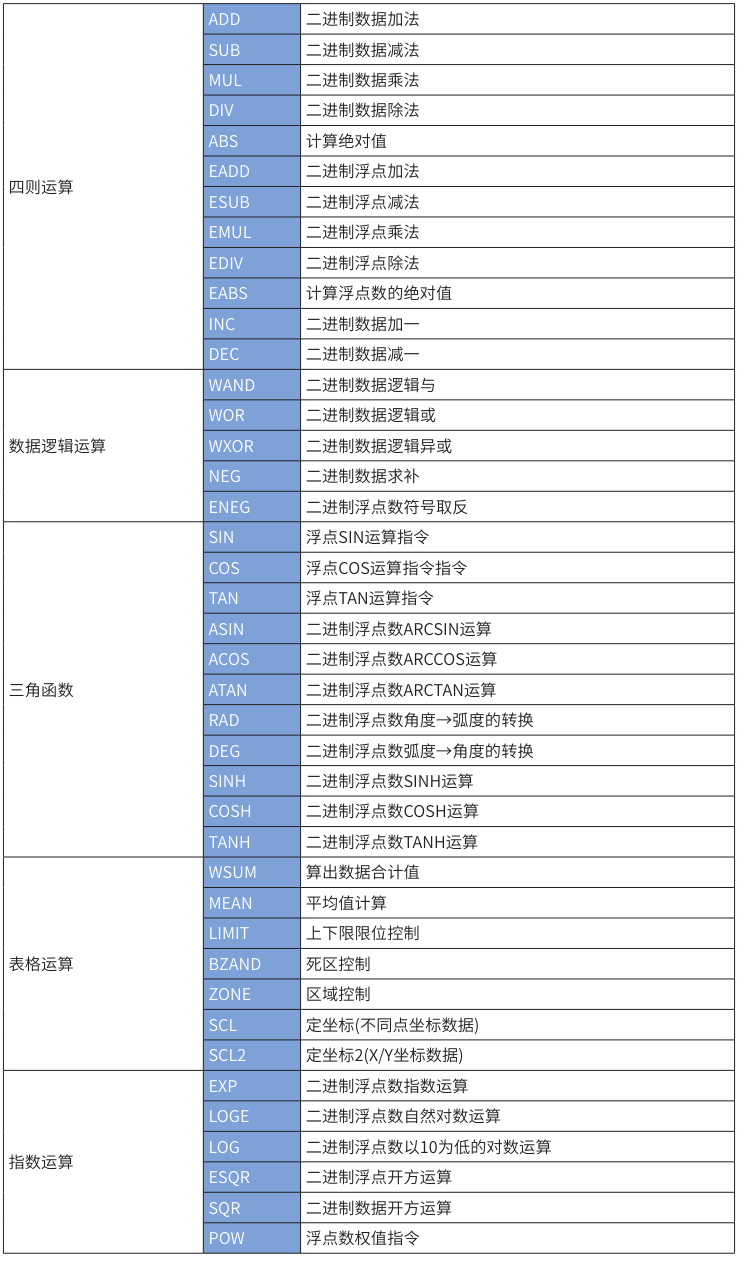 四则运算
ADD 二进制数据加法
SUB 二进制数据减法
MUL 二进制数据乘法
DIV 二进制数据除法
ABS 计算绝对值
EADD 二进制浮点加法
ESUB 二进制浮点减法
EMUL 二进制浮点乘法
EDIV 二进制浮点除法
EABS 计算浮点数的绝对值
INC 二进制数据加一
DEC 二进制数据减一
数据逻辑运算
WAND 二进制数据逻辑与
WOR 二进制数据逻辑或
WXOR 二进制数据逻辑异或
NEG 二进制数据求补
ENEG 二进制浮点数符号取反
三角函数
SIN 浮点SIN运算指令
COS 浮点COS运算指令指令
TAN 浮点TAN运算指令
ASIN 二进制浮点数ARCSIN运算
ACOS 二进制浮点数ARCCOS运算
ATAN 二进制浮点数ARCTAN运算
RAD 二进制浮点数角度→弧度的转换
DEG 二进制浮点数弧度→角度的转换
SINH 二进制浮点数SINH运算
COSH 二进制浮点数COSH运算
TANH 二进制浮点数TANH运算
表格运算
WSUM 算出数据合计值
MEAN 平均值计算
LIMIT 上下限限位控制
BZAND 死区控制
ZONE 区域控制
SCL 定坐标(不同点坐标数据)
SCL2 定坐标2(X/Y坐标数据)
指数运算
EXP 二进制浮点数指数运算
LOGE 二进制浮点数自然对数运算
LOG 二进制浮点数以10为低的对数运算
ESQR 二进制浮点开方运算
SQR 二进制数据开方运算
POW 浮点数权值指令